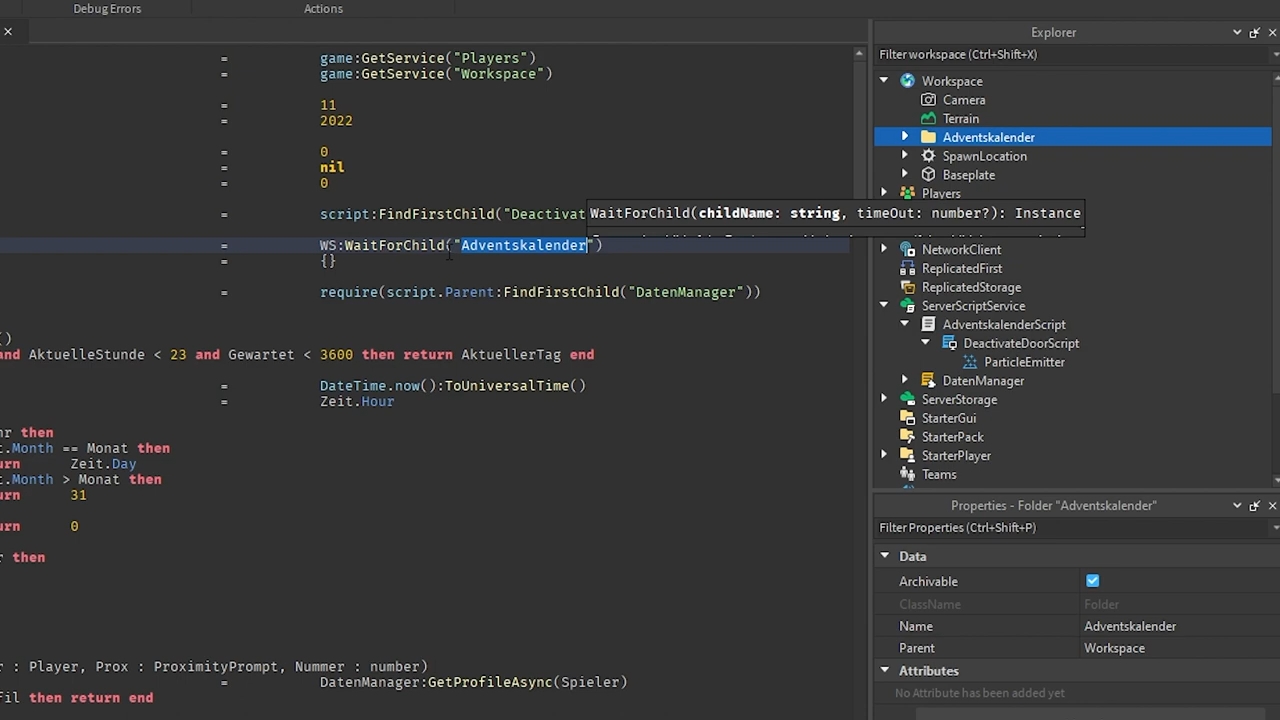 Debug Errors
Actions
= game:GetService("Players")
= game:GetService("Workspace")
= 11
= 2022
= 0
= nil
= 0
= script:FindFirstChild("Deactivat
WaitForChild(childName: string, timeOut: number?): Instance
= WS:WaitForChild("Adventskalender")
= {}
= require(script.Parent:FindFirstChild("DatenManager"))
()
and AktuelleStunde < 23 and Gewartet < 3600 then return AktuellerTag end
= DateTime.now():ToUniversalTime()
= Zeit.Hour
hr then
t.Month == Monat then
urn Zeit.Day
t.Month > Monat then
urn 31
urn 0
r then
r : Player, Prox : ProximityPrompt, Nummer : number)
= DatenManager:GetProfileAsync(Spieler)
fil then return end
Explorer
Filter workspace (Ctrl+Shift+X)
Workspace
Camera
Terrain
Adventskalender
SpawnLocation
Baseplate
Players
NetworkClient
ReplicatedFirst
ReplicatedStorage
ServerScriptService
AdventskalenderScript
DeactivateDoorScript
ParticleEmitter
DatenManager
ServerStorage
StarterGui
StarterPack
StarterPlayer
Teams
Properties - Folder "Adventskalender"
Filter Properties (Ctrl+Shift+P)
Data
Archivable
ClassName Folder
Name Adventskalender
Parent Workspace
Attributes
No Attribute has been added yet